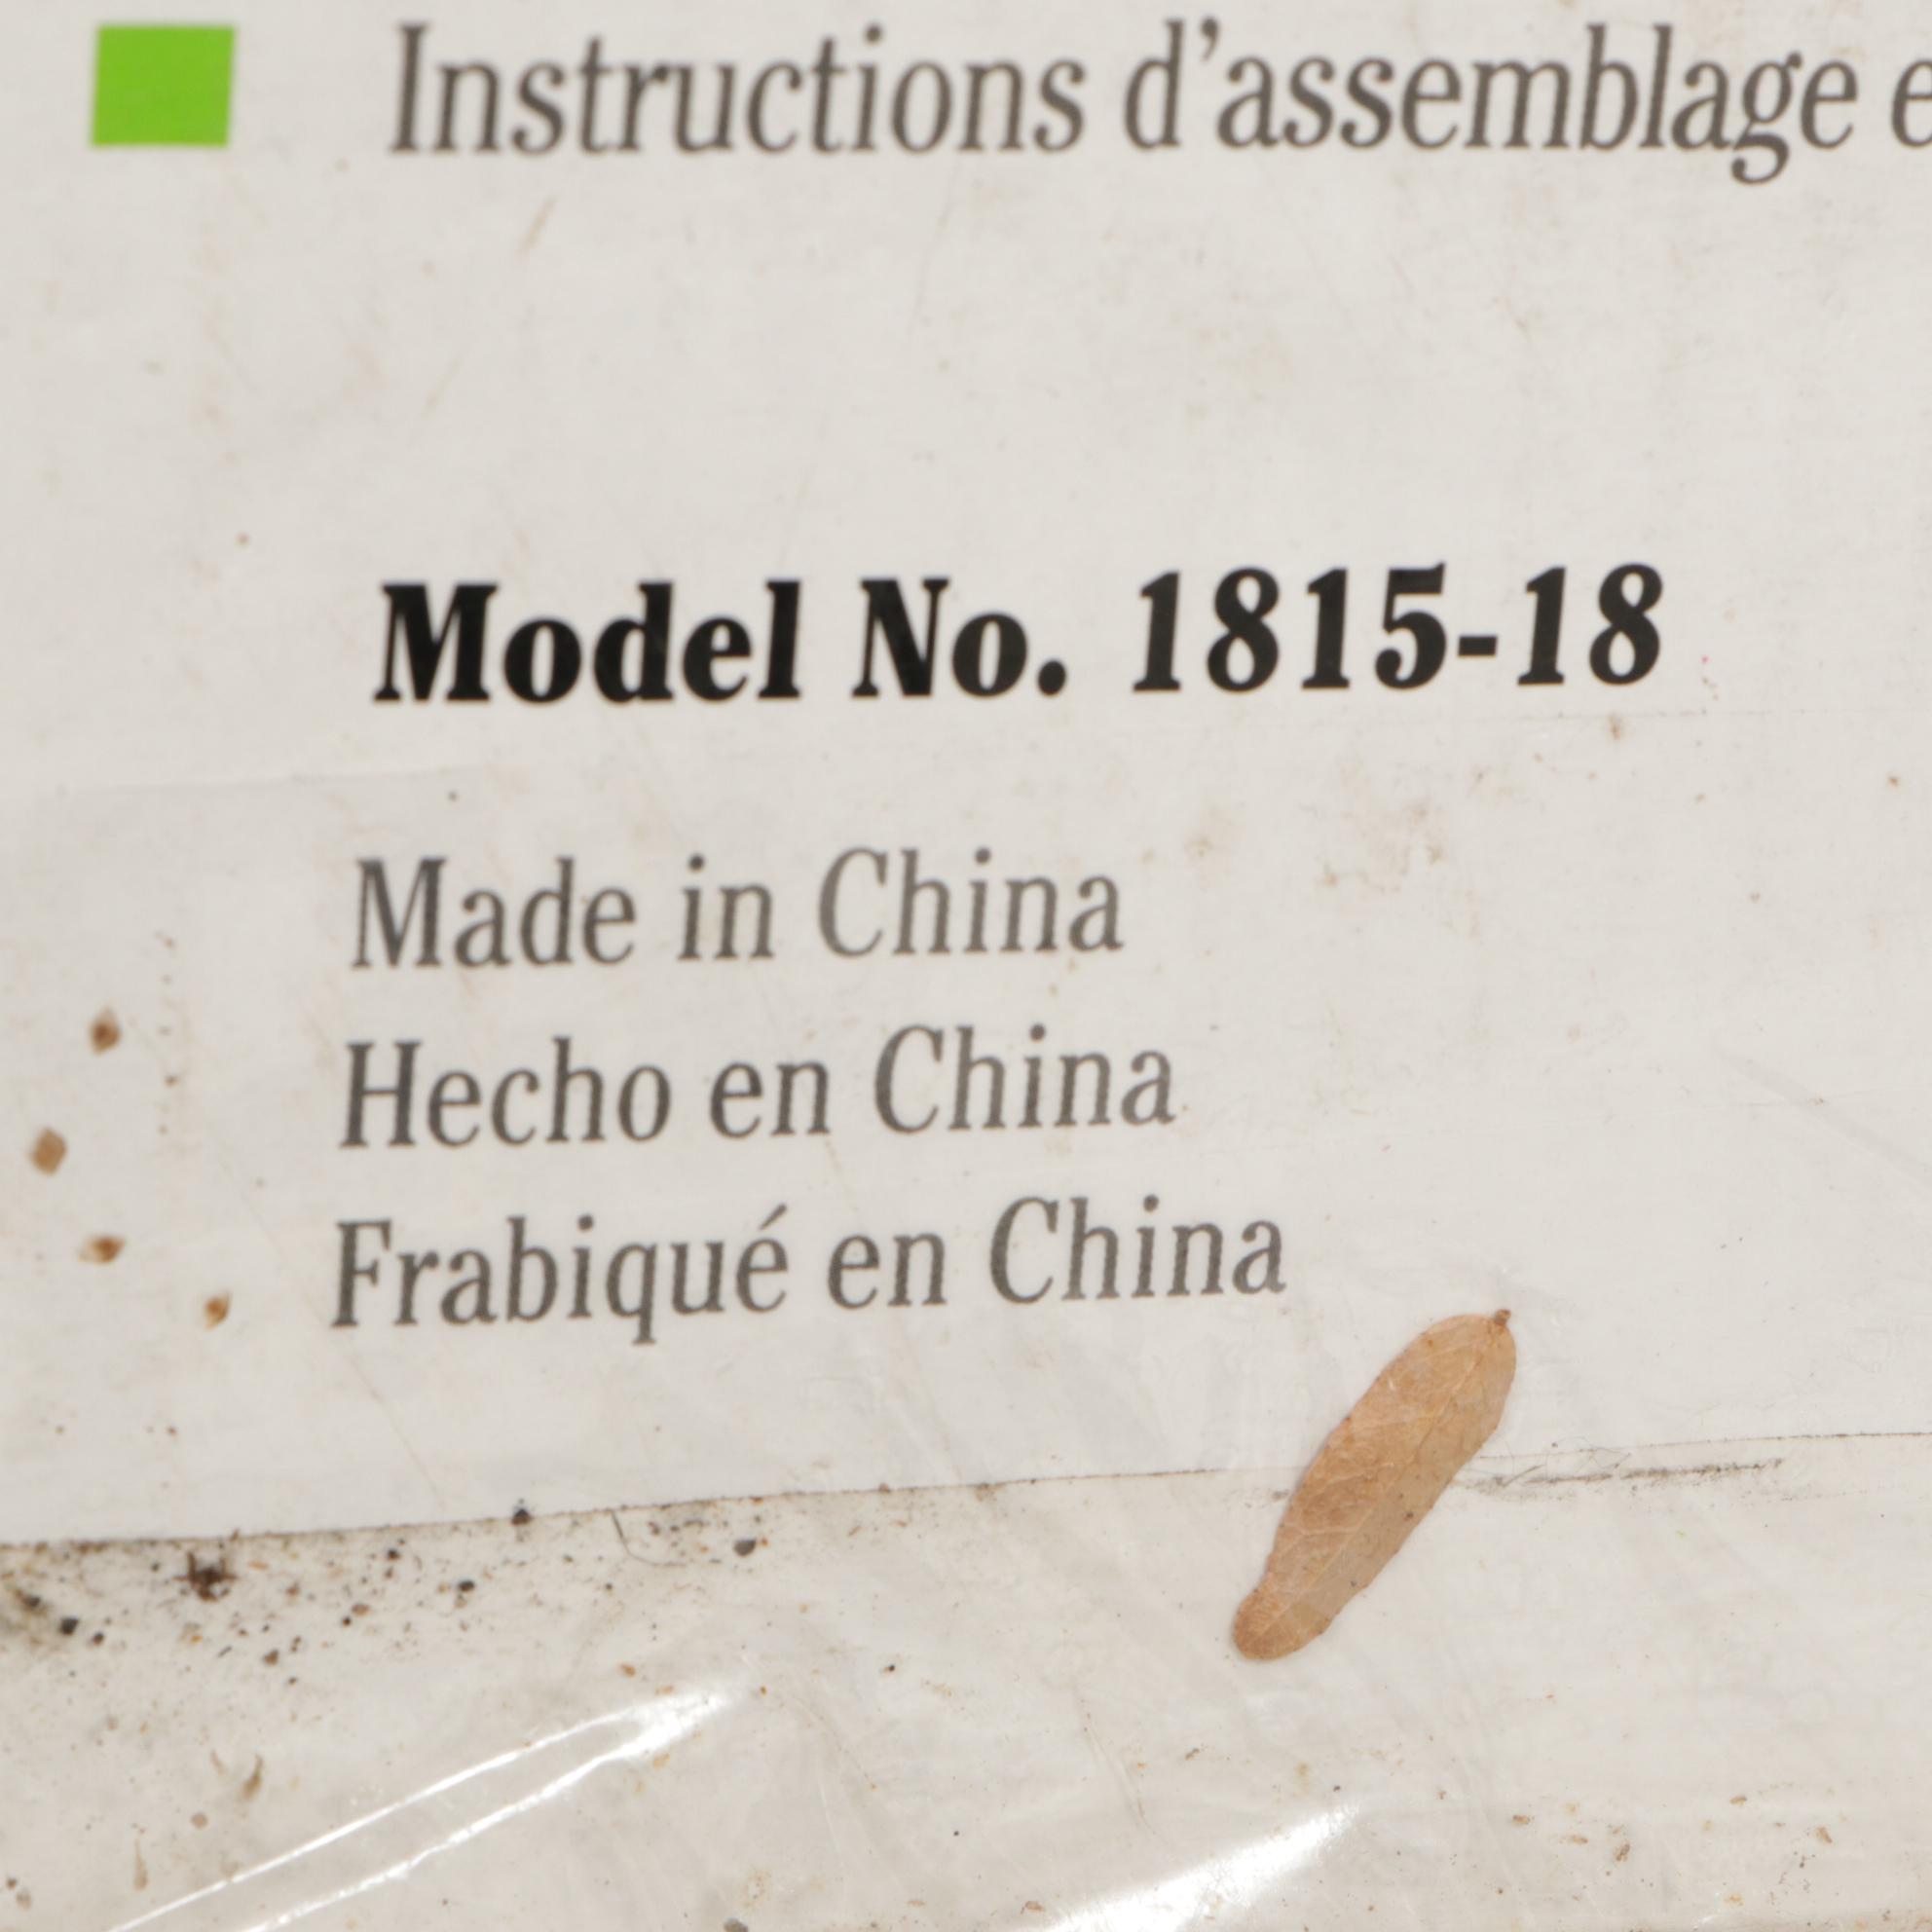 Instructions d'assemblage e
Model No. 1815-18
Made in China
Hecho en China
Frabiqué en China